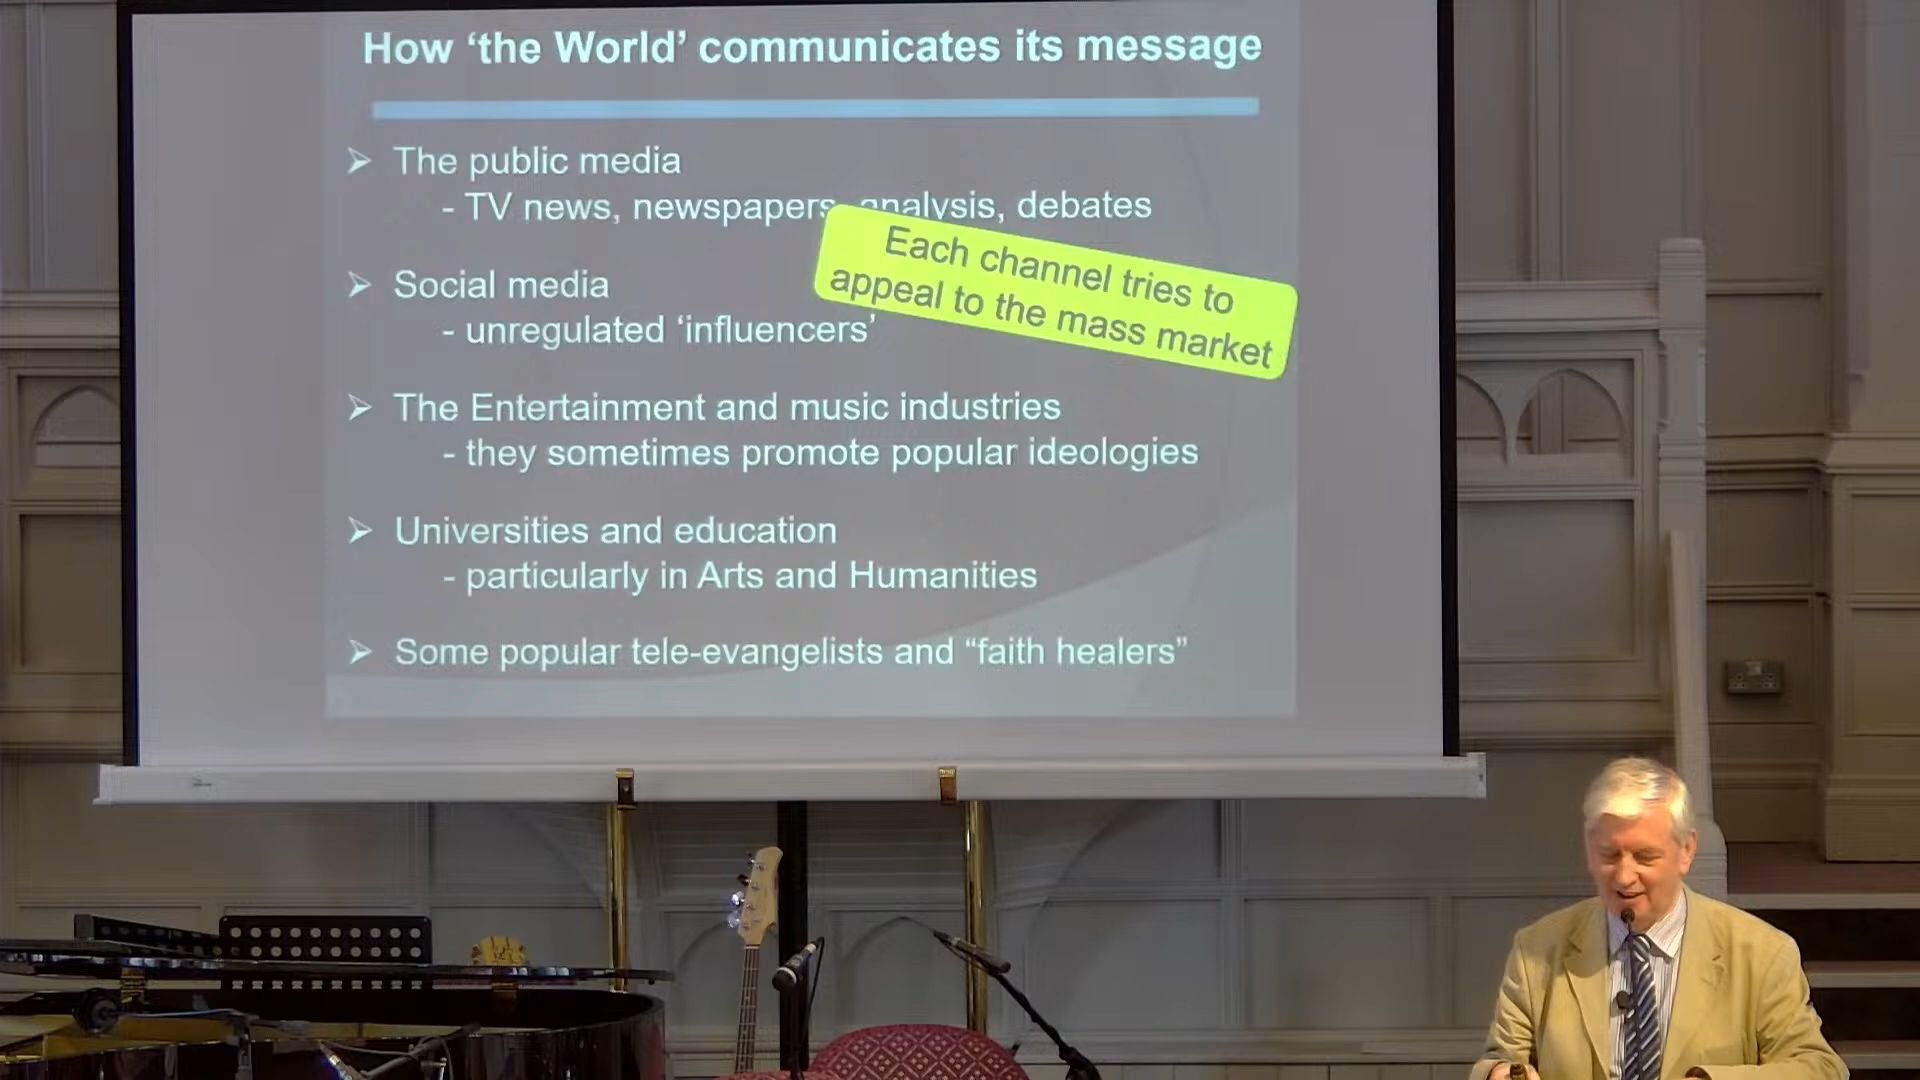 How ‘the World’ communicates its message
➢ The public media
- TV news, newspapers, analysis, debates
Each channel tries to
appeal to the mass market
➢ Social media
- unregulated ‘influencers’
➢ The Entertainment and music industries
- they sometimes promote popular ideologies
➢ Universities and education
- particularly in Arts and Humanities
➢ Some popular tele-evangelists and “faith healers”